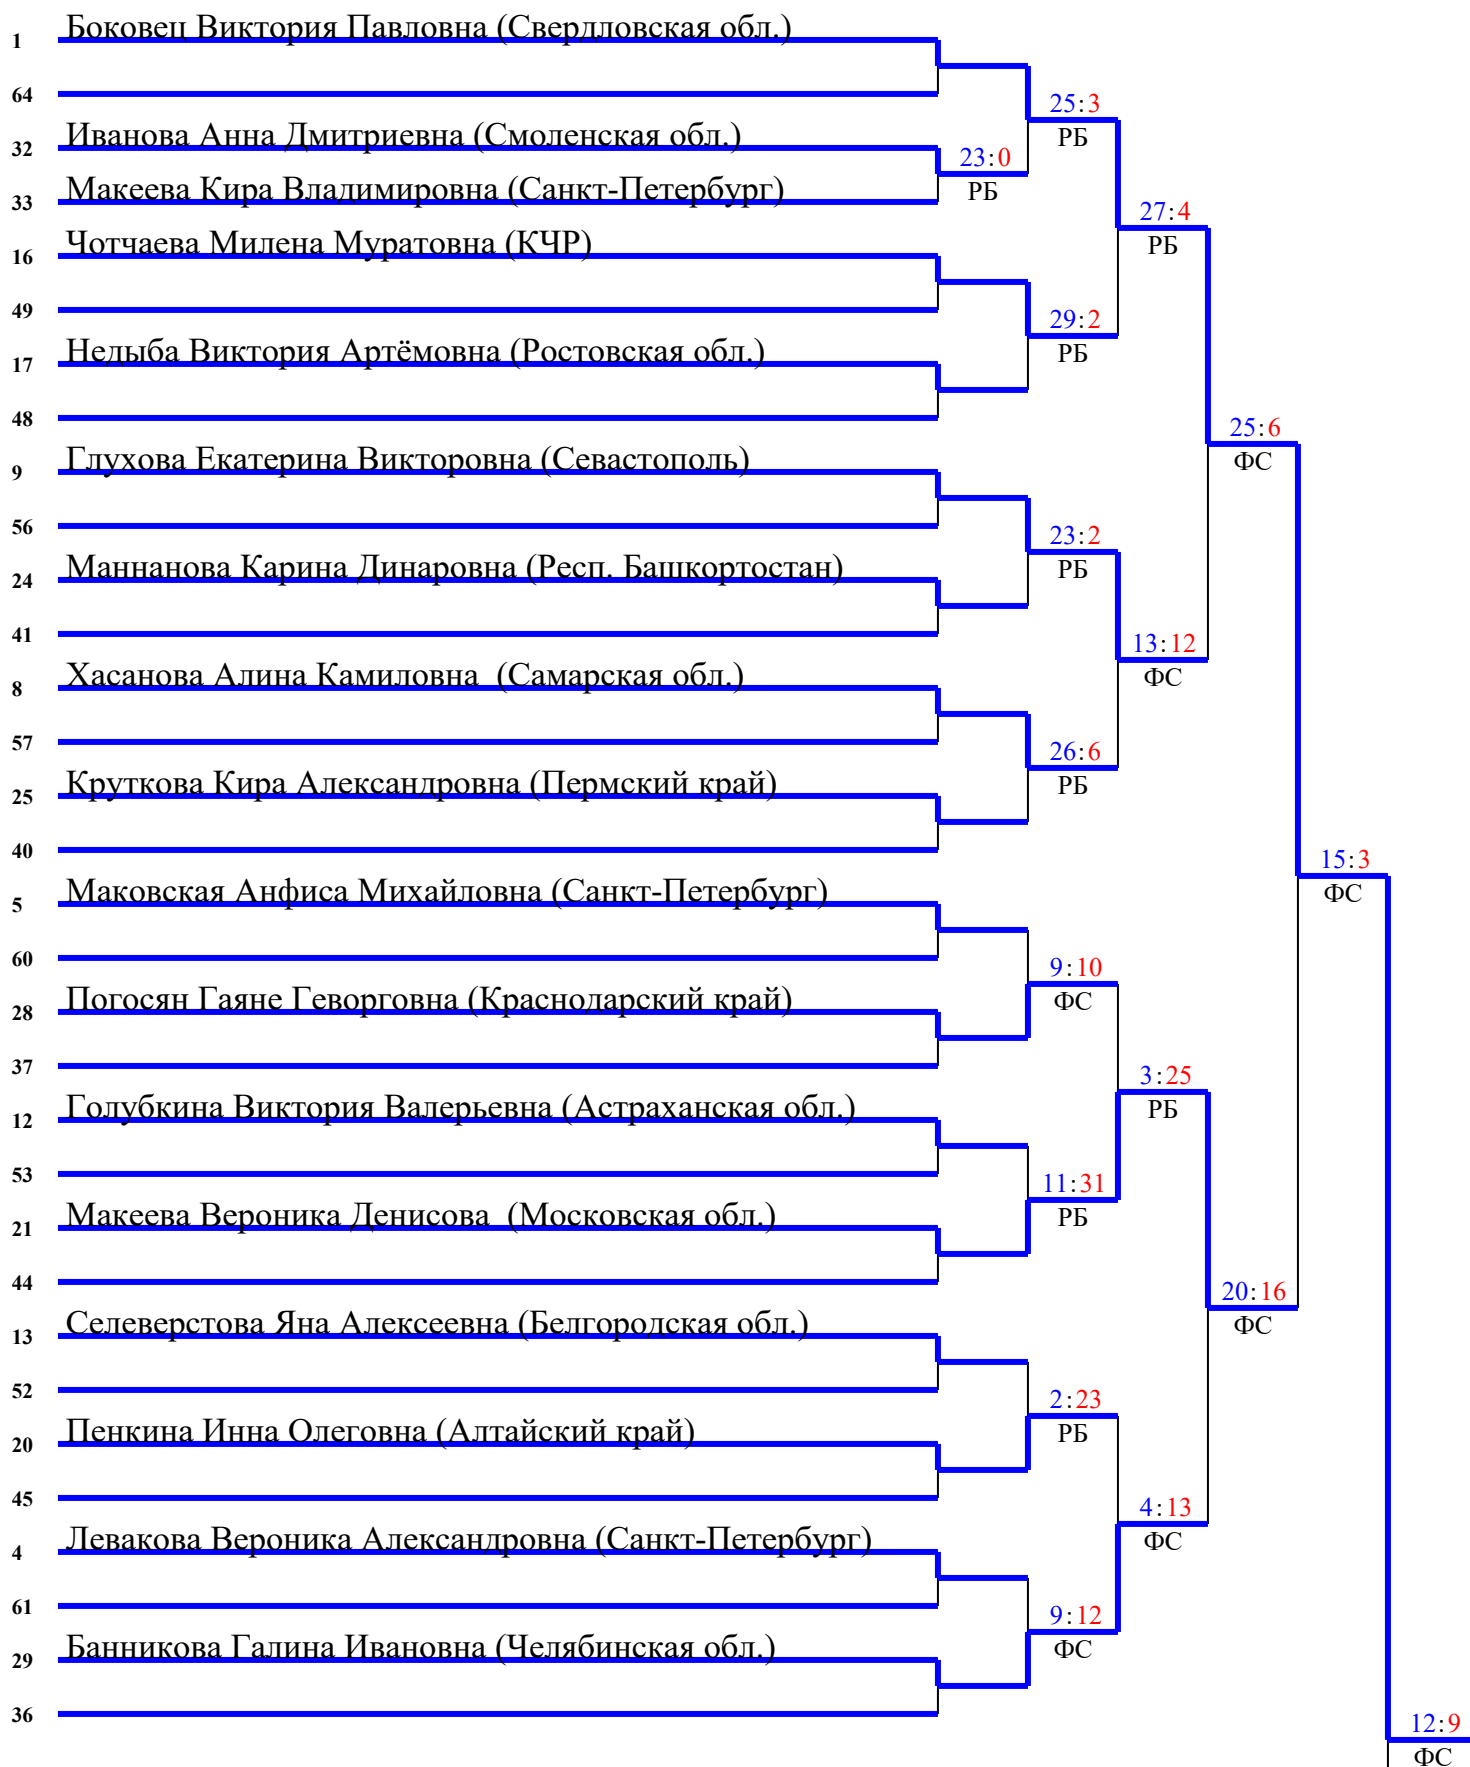 1 Боковец Виктория Павловна (Свердловская обл.)
64
25:3
32 Иванова Анна Дмитриевна (Смоленская обл.)
РБ
23:0
33 Макеева Кира Владимировна (Санкт-Петербург)
РБ
27:4
16 Чотчаева Милена Муратовна (КЧР)
РБ
49
29:2
17 Недыба Виктория Артёмовна (Ростовская обл.)
РБ
48
25:6
9 Глухова Екатерина Викторовна (Севастополь)
ФС
56
23:2
24 Маннанова Карина Динаровна (Респ. Башкортостан)
РБ
41
13:12
8 Хасанова Алина Камиловна (Самарская обл.)
ФС
57
26:6
25 Круткова Кира Александровна (Пермский край)
РБ
40
15:3
5 Маковская Анфиса Михайловна (Санкт-Петербург)
ФС
60
9:10
28 Погосян Гаяне Геворговна (Краснодарский край)
ФС
37
3:25
12 Голубкина Виктория Валерьевна (Астраханская обл.)
РБ
53
11:31
21 Макеева Вероника Денисова (Московская обл.)
РБ
44
20:16
13 Селеверстова Яна Алексеевна (Белгородская обл.)
ФС
52
2:23
20 Пенкина Инна Олеговна (Алтайский край)
РБ
45
4:13
4 Левакова Вероника Александровна (Санкт-Петербург)
ФС
61
9:12
29 Банникова Галина Ивановна (Челябинская обл.)
ФС
36
12:9
ФС